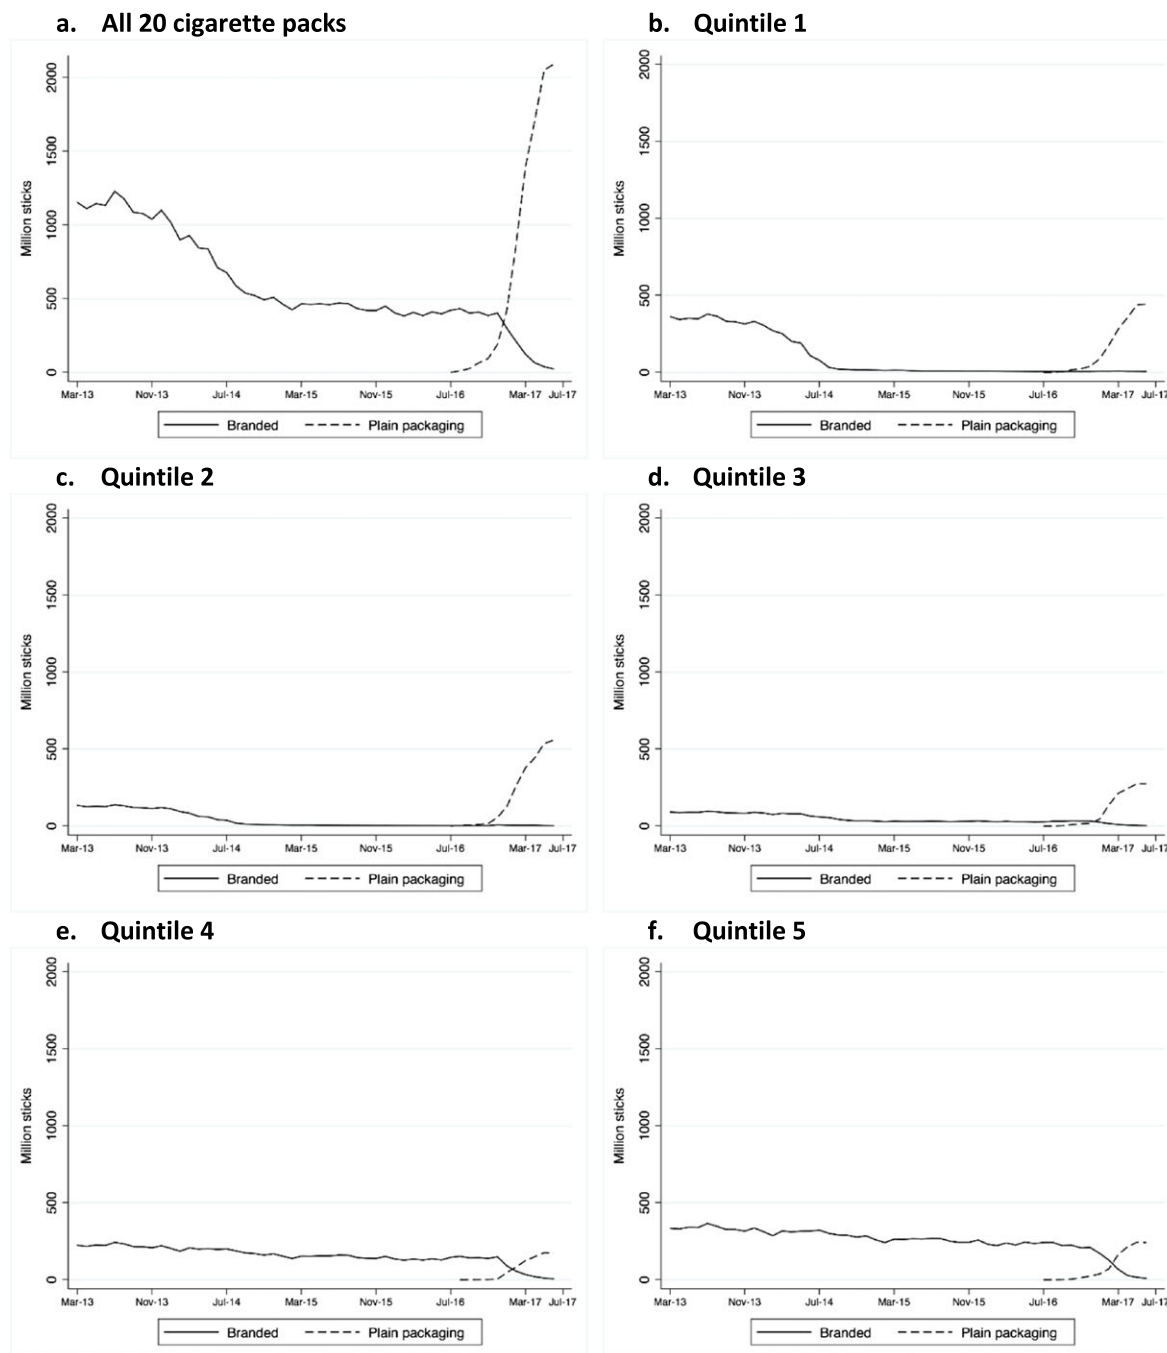 a. All 20 cigarette packs
b. Quintile 1
Million sticks
2000
1500
1000
500
0
Mar-13 Nov-13 Jul-14 Mar-15 Nov-15 Jul-16 Mar-17 Jul-17
Branded Plain packaging
Million sticks
2000
1500
1000
500
0
Mar-13 Nov-13 Jul-14 Mar-15 Nov-15 Jul-16 Mar-17 Jul-17
Branded Plain packaging
c. Quintile 2
d. Quintile 3
Million sticks
2000
1500
1000
500
0
Mar-13 Nov-13 Jul-14 Mar-15 Nov-15 Jul-16 Mar-17 Jul-17
Branded Plain packaging
Million sticks
2000
1500
1000
500
0
Mar-13 Nov-13 Jul-14 Mar-15 Nov-15 Jul-16 Mar-17 Jul-17
Branded Plain packaging
e. Quintile 4
f. Quintile 5
Million sticks
2000
1500
1000
500
0
Mar-13 Nov-13 Jul-14 Mar-15 Nov-15 Jul-16 Mar-17 Jul-17
Branded Plain packaging
Million sticks
2000
1500
1000
500
0
Mar-13 Nov-13 Jul-14 Mar-15 Nov-15 Jul-16 Mar-17 Jul-17
Branded Plain packaging